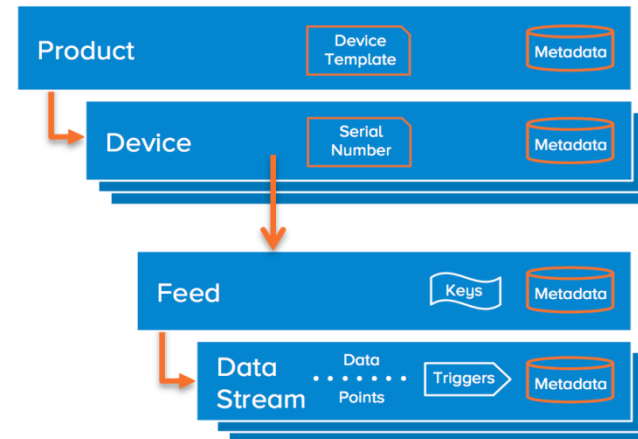 Product
Device
Template
Metadata
Device
Serial
Number
Metadata
Feed
Keys
Metadata
Data
Stream
Data
Points
Triggers
Metadata